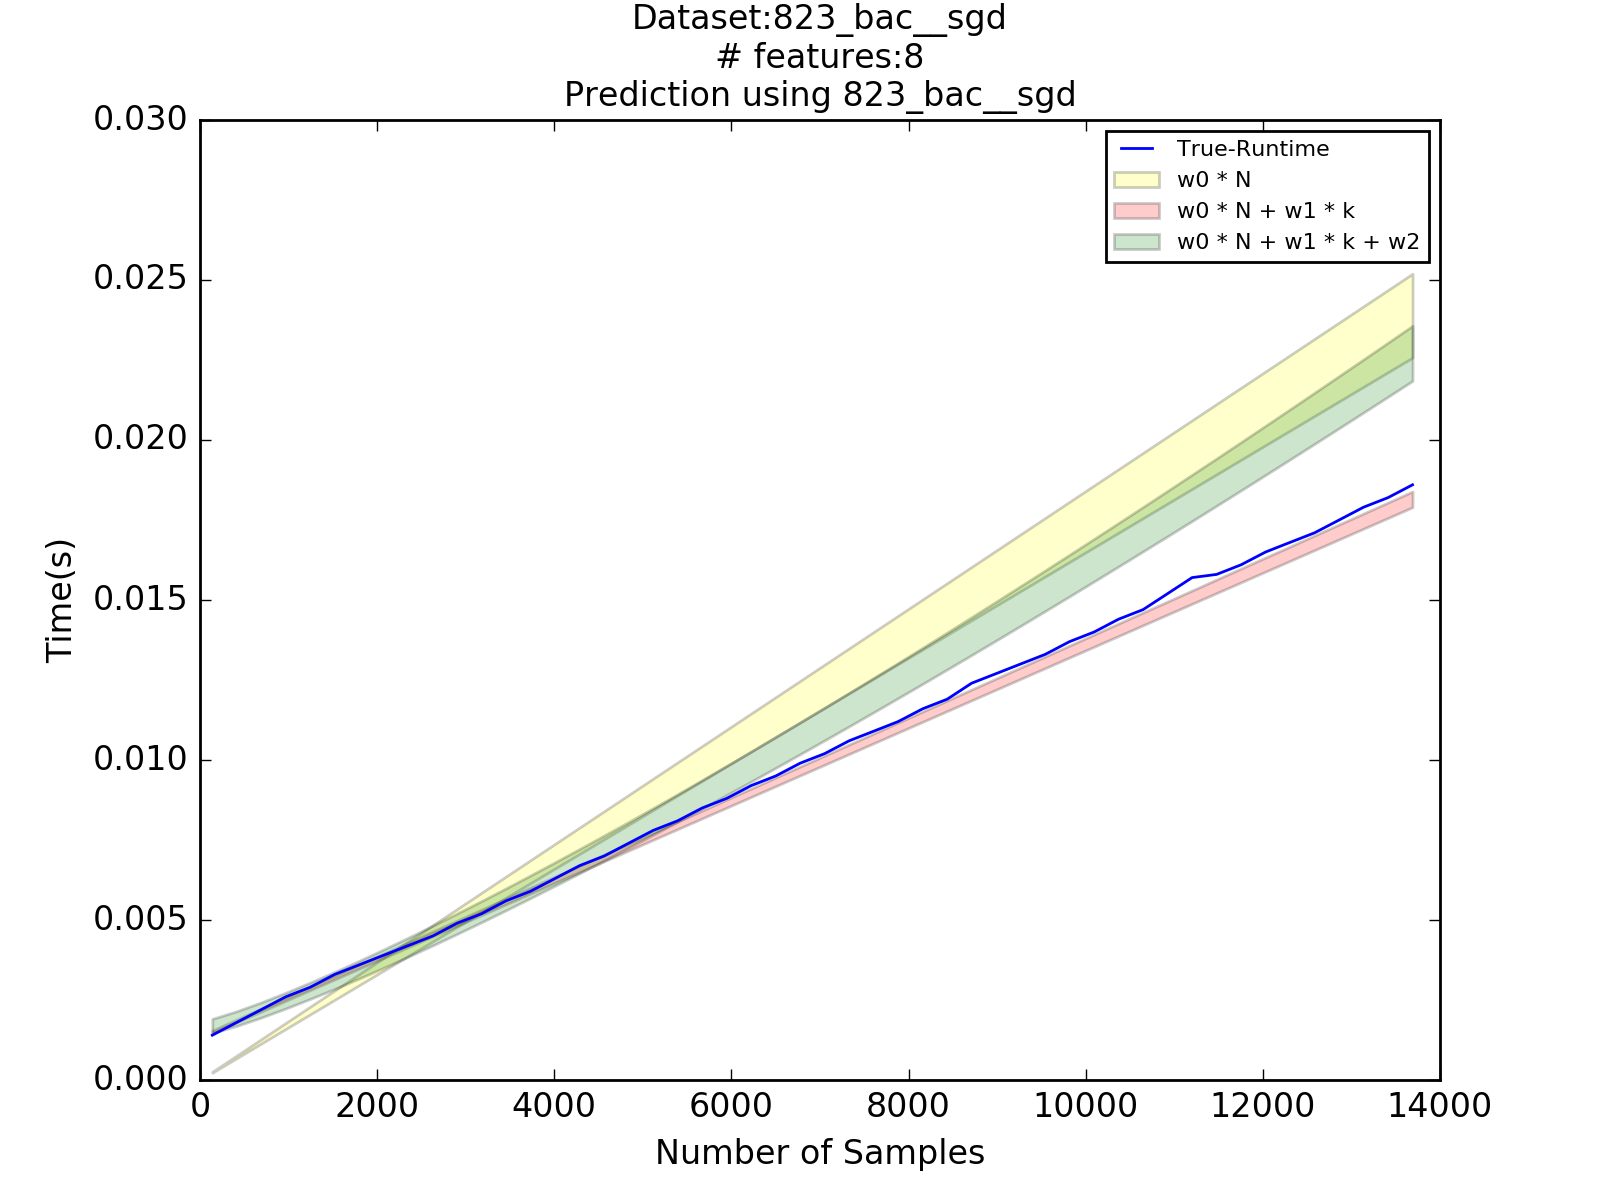 Dataset:823_bac__sgd
# features:8
Prediction using 823_bac__sgd
0.030
0.025
0.020
0.015
0.010
0.005
0.000
Time(s)
True-Runtime
w0 * N
w0 * N + w1 * k
w0 * N + w1 * k + w2
0 2000 4000 6000 8000 10000 12000 14000
Number of Samples